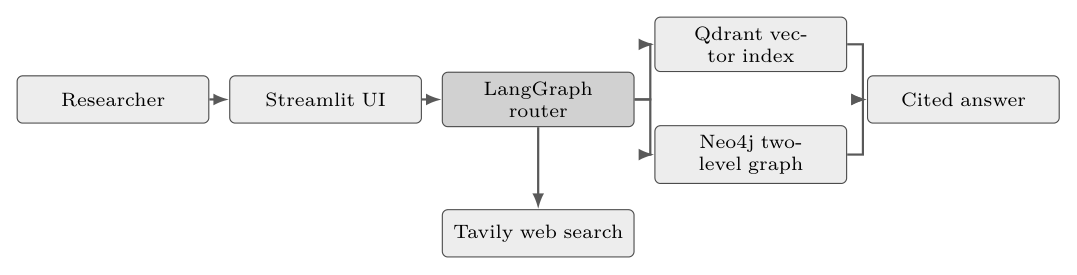 Researcher
Streamlit UI
LangGraph
router
Qdrant vec-
tor index
Neo4j two-
level graph
Cited answer
Tavily web search